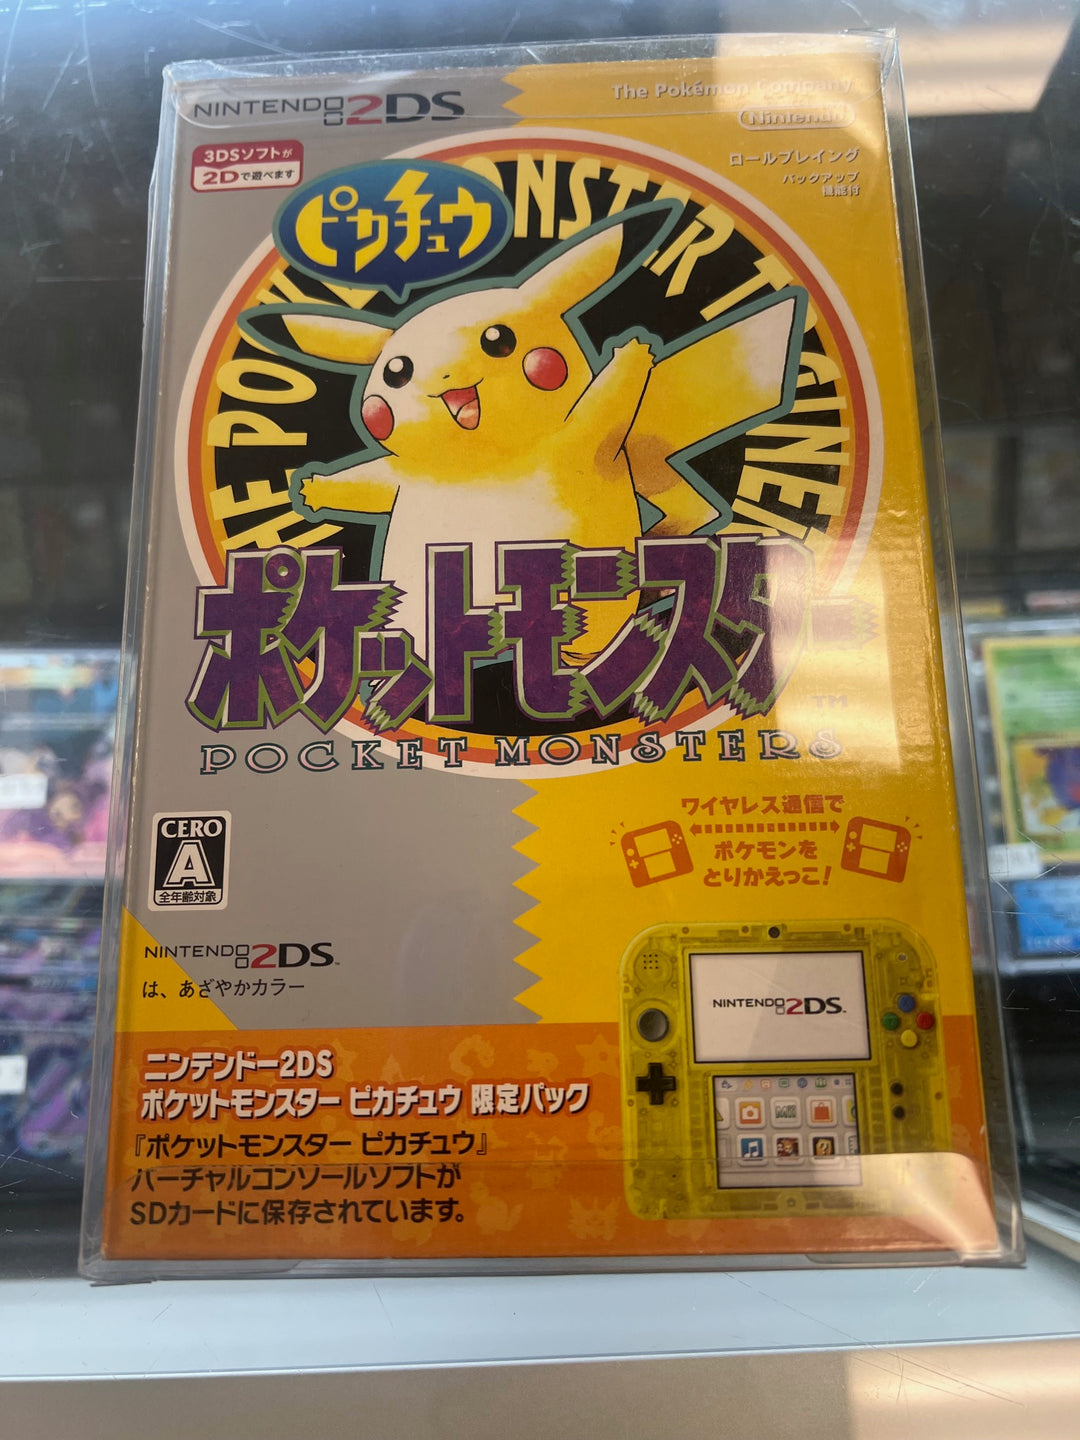 NINTENDO 2DS
The Pokémon Company
Nintendo
3DSソフトが
2Dで遊べます
ロールプレイング
バックアップ
機能付
ピカチュウ
ポケットモンスター
TM
POCKET MONSTERS
ワイヤレス通信で
ポケモンを
とりかえっこ!
CERO
A
全年齢対象
NINTENDO 2DS™
は、あざやかカラー
NINTENDO 2DS™
ニンテンドー2DS
ポケットモンスター ピカチュウ 限定パック
『ポケットモンスター ピカチュウ』
バーチャルコンソールソフトが
SDカードに保存されています。